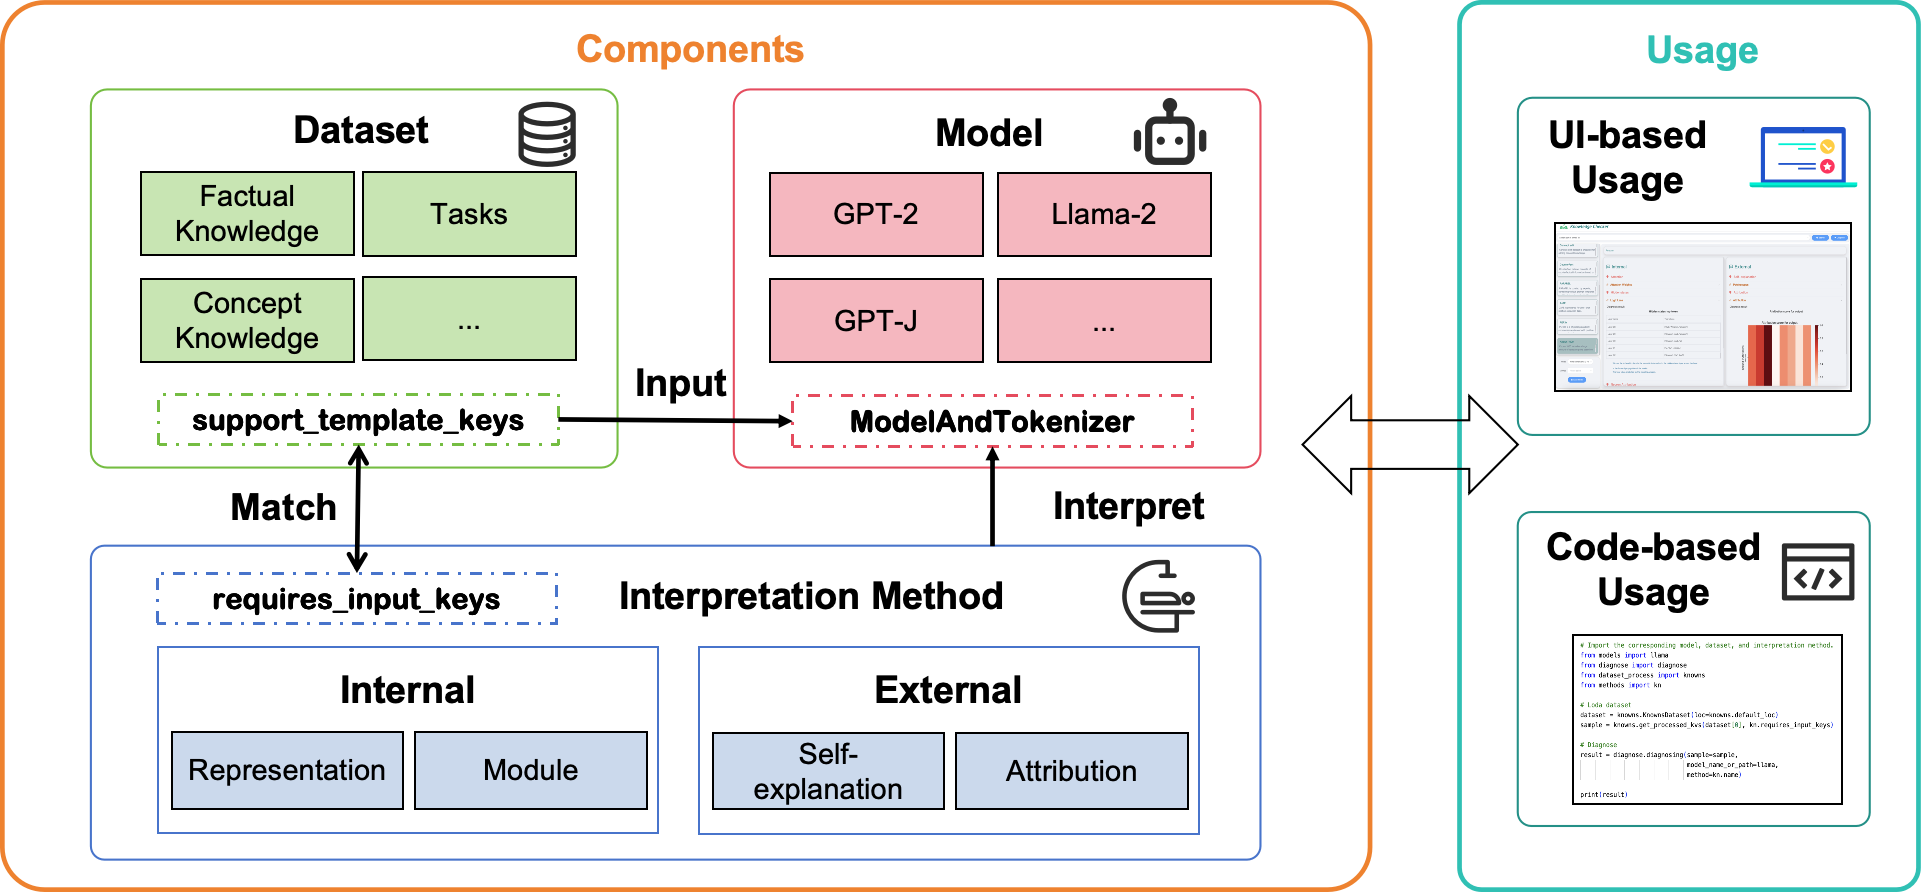 Components
Dataset
Factual
Knowledge
Tasks
Concept
Knowledge
...
support_template_keys
Input
Model
GPT-2
Llama-2
GPT-J
...
ModelAndTokenizer
Match
Interpret
requires_input_keys
Interpretation Method
Internal
Representation
Module
External
Self-
explanation
Attribution
Usage
UI-based
Usage
Internal
External
Code-based
Usage
</>
# Import the corresponding model, dataset, and interpretation method.
from models import llama
from diagnose import diagnose
from dataset_process import knowns
from methods import kn
# Loda dataset
dataset = knowns.KnownsDataset(loc=knowns.default_loc)
sample = knowns.get_processed_kvs(dataset[0], kn.requires_input_keys)
# Diagnose
result = diagnose.diagnosing(sample=sample,
model_name_or_path=llama,
method=kn.name)
print(result)